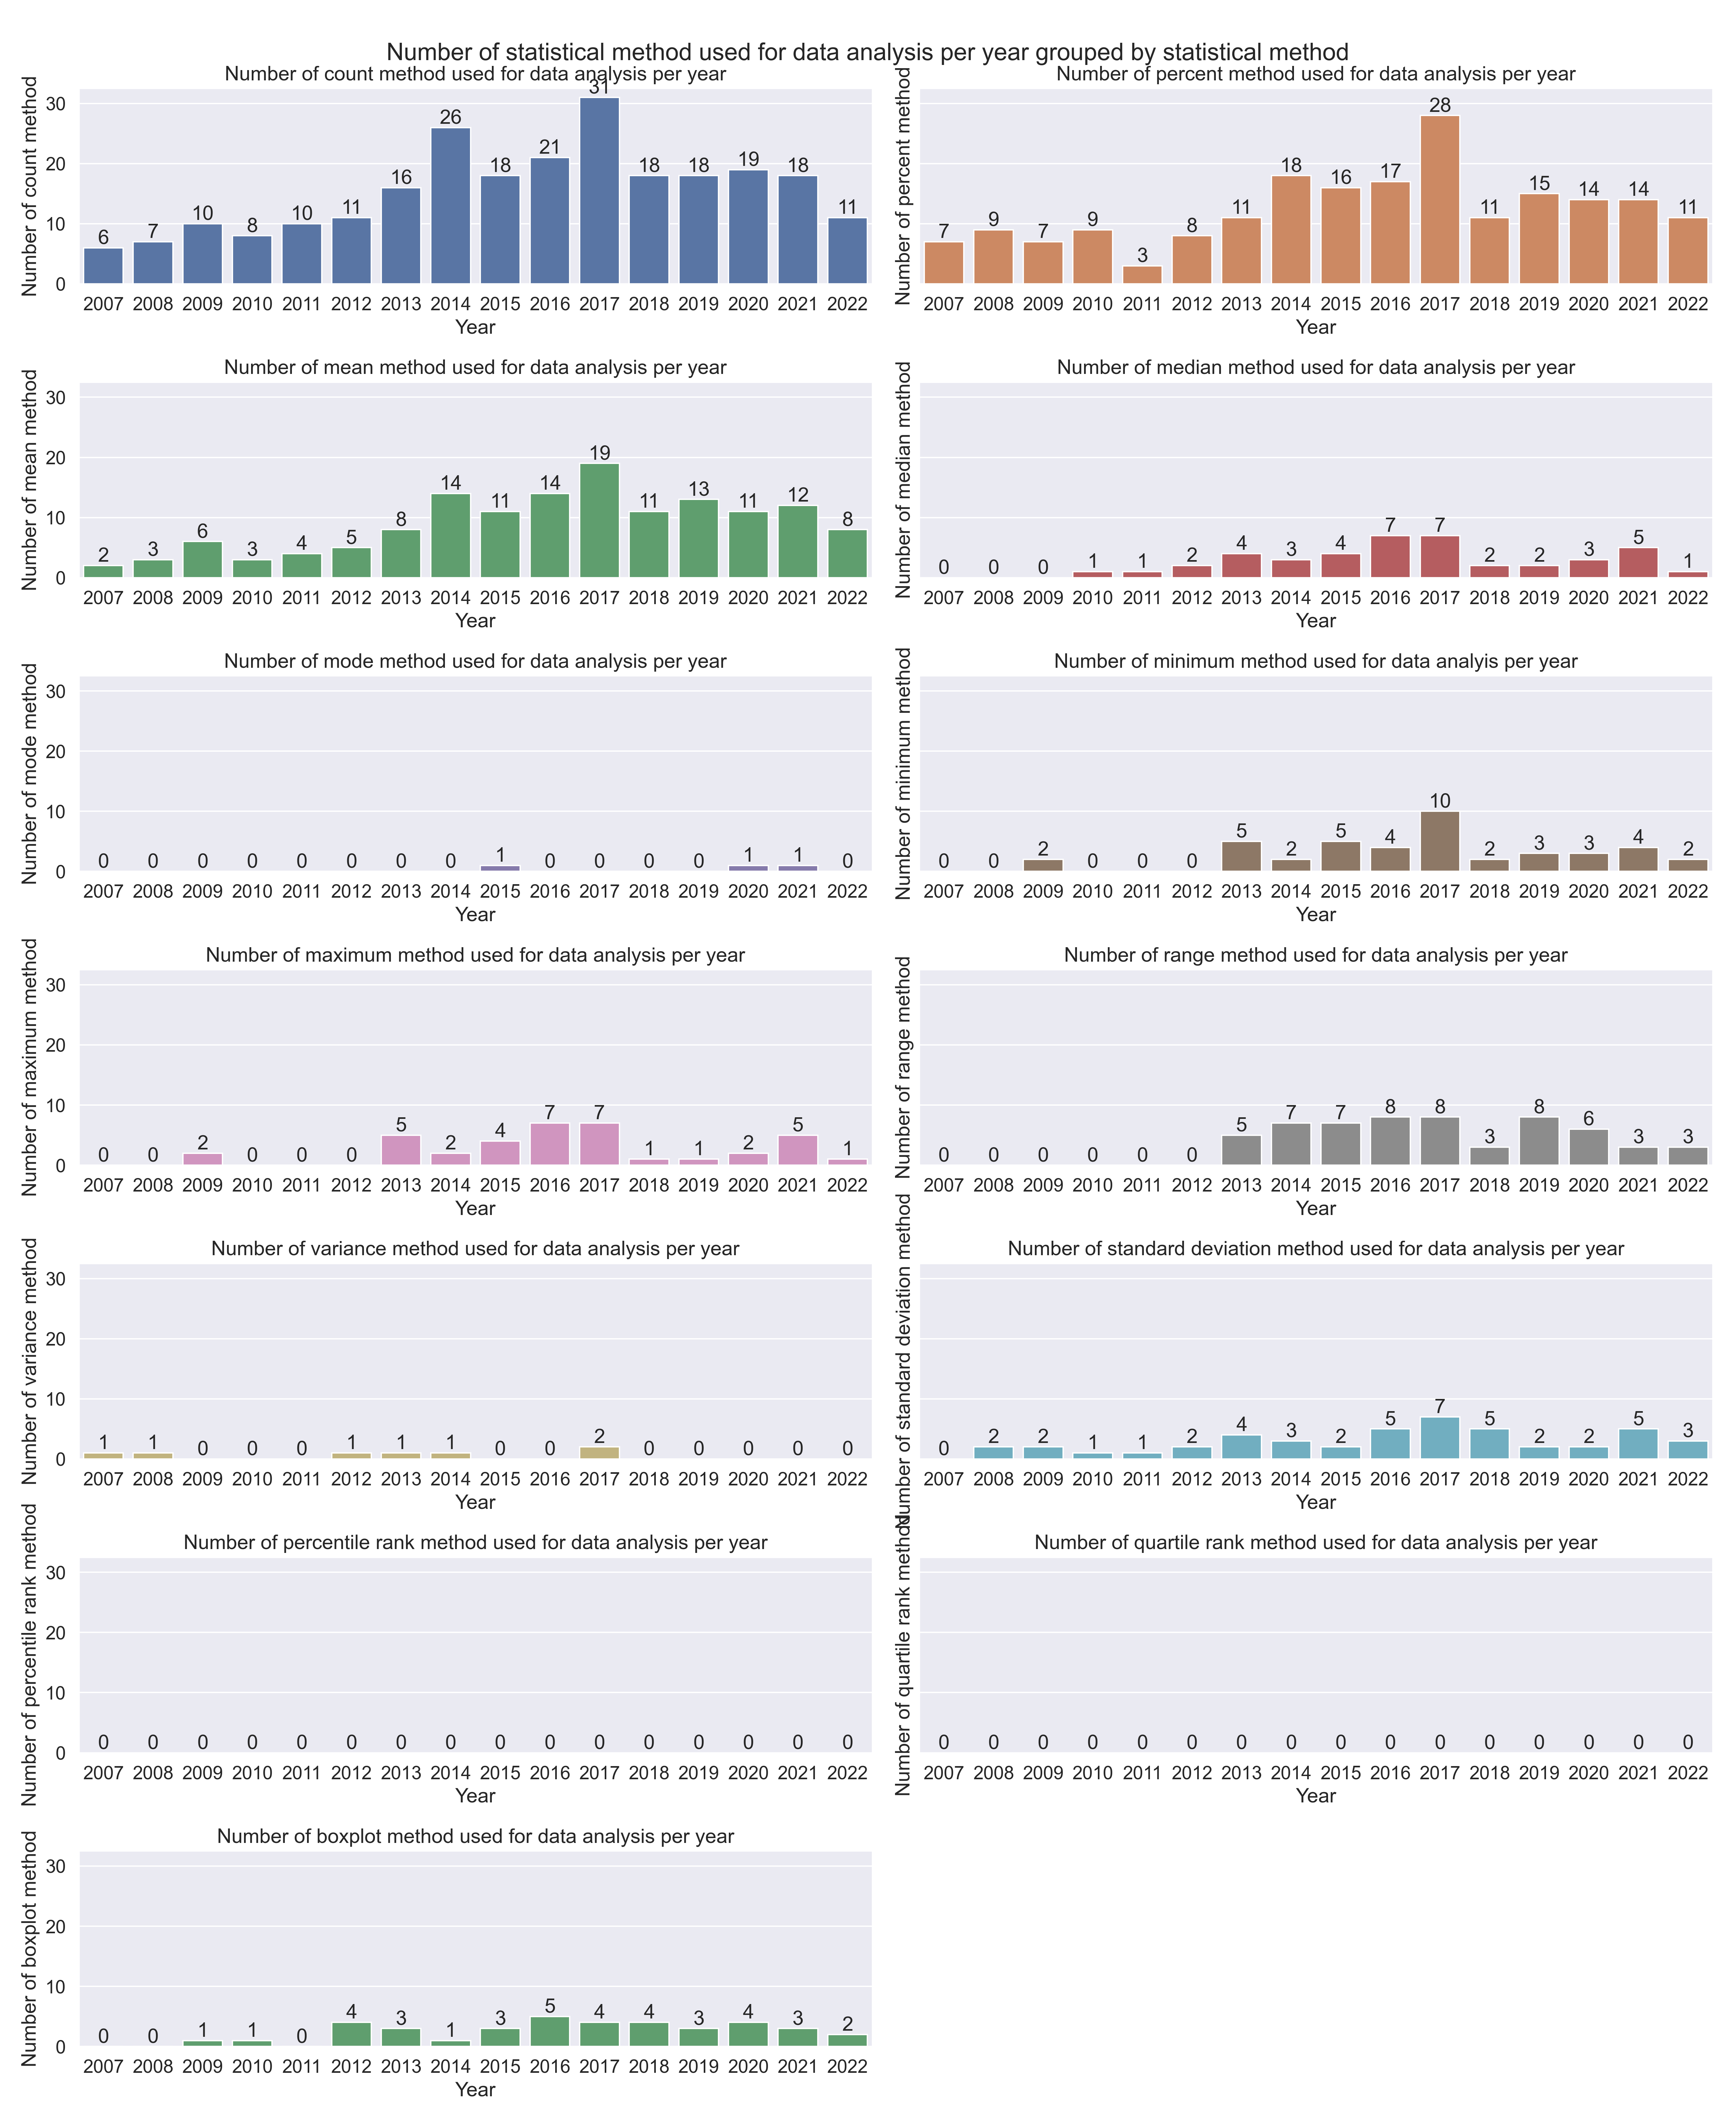 Number of statistical method used for data analysis per year grouped by statistical method
Number of count method used for data analysis per year
Number of count method
30
20
10
0
6 7 10 8 10 11 16 26 18 21 31 18 18 19 18 11
2007 2008 2009 2010 2011 2012 2013 2014 2015 2016 2017 2018 2019 2020 2021 2022
Year
Number of percent method used for data analysis per year
Number of percent method
7 9 7 9 3 8 11 18 16 17 28 11 15 14 14 11
2007 2008 2009 2010 2011 2012 2013 2014 2015 2016 2017 2018 2019 2020 2021 2022
Year
Number of mean method used for data analysis per year
Number of mean method
30
20
10
0
2 3 6 3 4 5 8 14 11 14 19 11 13 11 12 8
2007 2008 2009 2010 2011 2012 2013 2014 2015 2016 2017 2018 2019 2020 2021 2022
Year
Number of median method used for data analysis per year
Number of median method
0 0 0 1 1 2 4 3 4 7 7 2 2 3 5 1
2007 2008 2009 2010 2011 2012 2013 2014 2015 2016 2017 2018 2019 2020 2021 2022
Year
Number of mode method used for data analysis per year
Number of mode method
30
20
10
0
0 0 0 0 0 0 0 0 1 0 0 0 0 1 1 0
2007 2008 2009 2010 2011 2012 2013 2014 2015 2016 2017 2018 2019 2020 2021 2022
Year
Number of minimum method used for data analyis per year
Number of minimum method
0 0 2 0 0 0 5 2 5 4 10 2 3 3 4 2
2007 2008 2009 2010 2011 2012 2013 2014 2015 2016 2017 2018 2019 2020 2021 2022
Year
Number of maximum method used for data analysis per year
Number of maximum method
30
20
10
0
0 0 2 0 0 0 5 2 4 7 7 1 1 2 5 1
2007 2008 2009 2010 2011 2012 2013 2014 2015 2016 2017 2018 2019 2020 2021 2022
Year
Number of range method used for data analysis per year
Number of range method
0 0 0 0 0 0 5 7 7 8 8 3 8 6 3 3
2007 2008 2009 2010 2011 2012 2013 2014 2015 2016 2017 2018 2019 2020 2021 2022
Year
Number of variance method used for data analysis per year
Number of variance method
30
20
10
0
1 1 0 0 0 1 1 1 0 0 2 0 0 0 0 0
2007 2008 2009 2010 2011 2012 2013 2014 2015 2016 2017 2018 2019 2020 2021 2022
Year
Number of standard deviation method used for data analysis per year
Number of standard deviation method
0 2 2 1 1 2 4 3 2 5 7 5 2 2 5 3
2007 2008 2009 2010 2011 2012 2013 2014 2015 2016 2017 2018 2019 2020 2021 2022
Year
Number of percentile rank method used for data analysis per year
Number of percentile rank method
30
20
10
0
0 0 0 0 0 0 0 0 0 0 0 0 0 0 0 0
2007 2008 2009 2010 2011 2012 2013 2014 2015 2016 2017 2018 2019 2020 2021 2022
Year
Number of quartile rank method used for data analysis per year
Number of quartile rank method
0 0 0 0 0 0 0 0 0 0 0 0 0 0 0 0
2007 2008 2009 2010 2011 2012 2013 2014 2015 2016 2017 2018 2019 2020 2021 2022
Year
Number of boxplot method used for data analysis per year
Number of boxplot method
30
20
10
0
0 0 1 1 0 4 3 1 3 5 4 4 3 4 3 2
2007 2008 2009 2010 2011 2012 2013 2014 2015 2016 2017 2018 2019 2020 2021 2022
Year